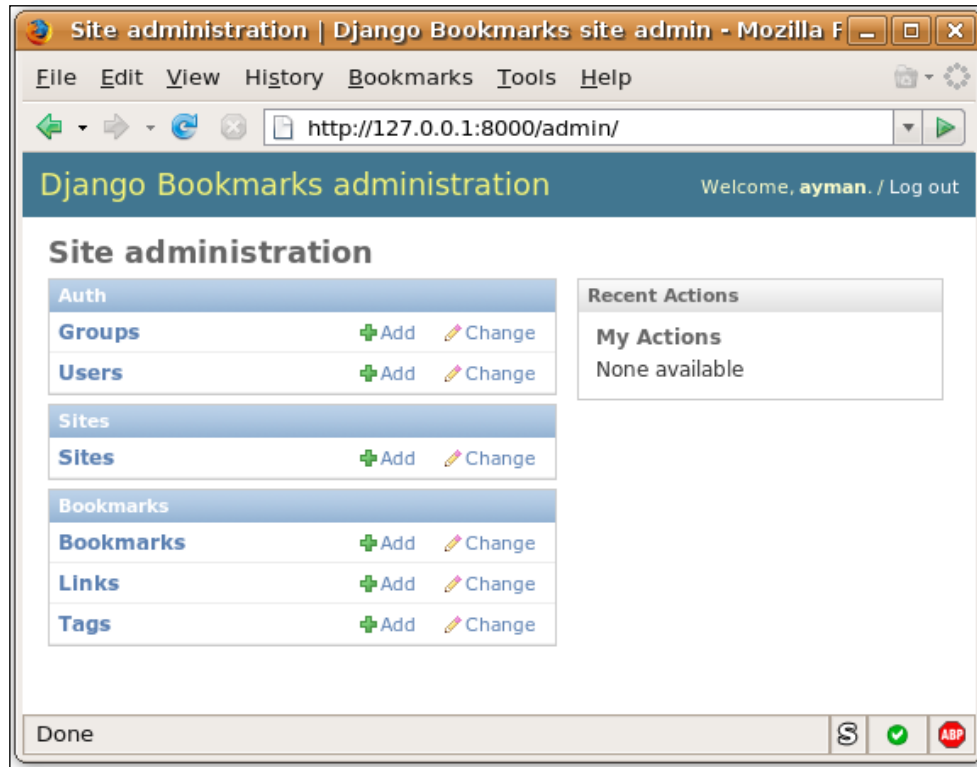 Site administration | Django Bookmarks site admin - Mozilla F
File Edit View History Bookmarks Tools Help
http://127.0.0.1:8000/admin/
Django Bookmarks administration
Welcome, ayman. / Log out
Site administration
Auth
Groups Add Change
Users Add Change
Sites
Sites Add Change
Bookmarks
Bookmarks Add Change
Links Add Change
Tags Add Change
Recent Actions
My Actions
None available
Done
S
ABP